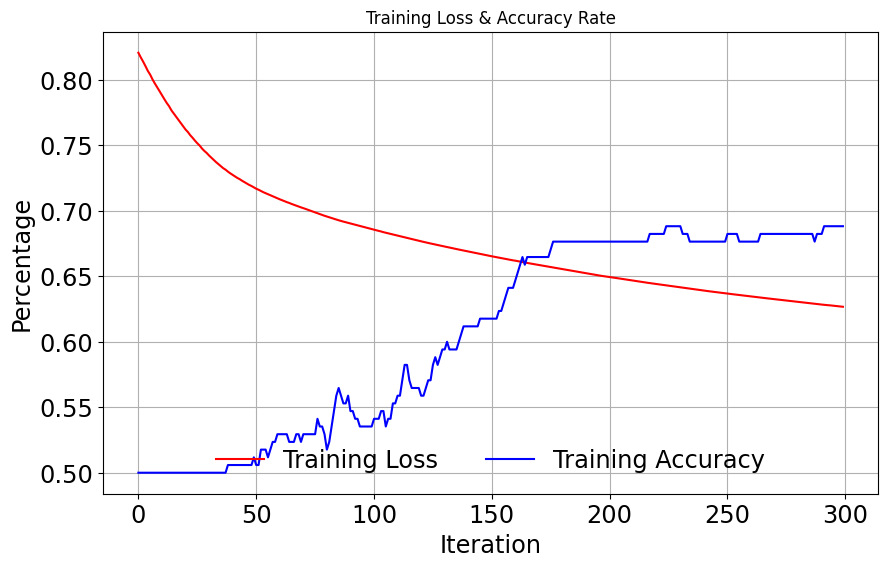 Training Loss & Accuracy Rate
0.80
0.75
0.70
0.65
0.60
0.55
0.50
Percentage
Training Loss
Training Accuracy
0 50 100 150 200 250 300
Iteration